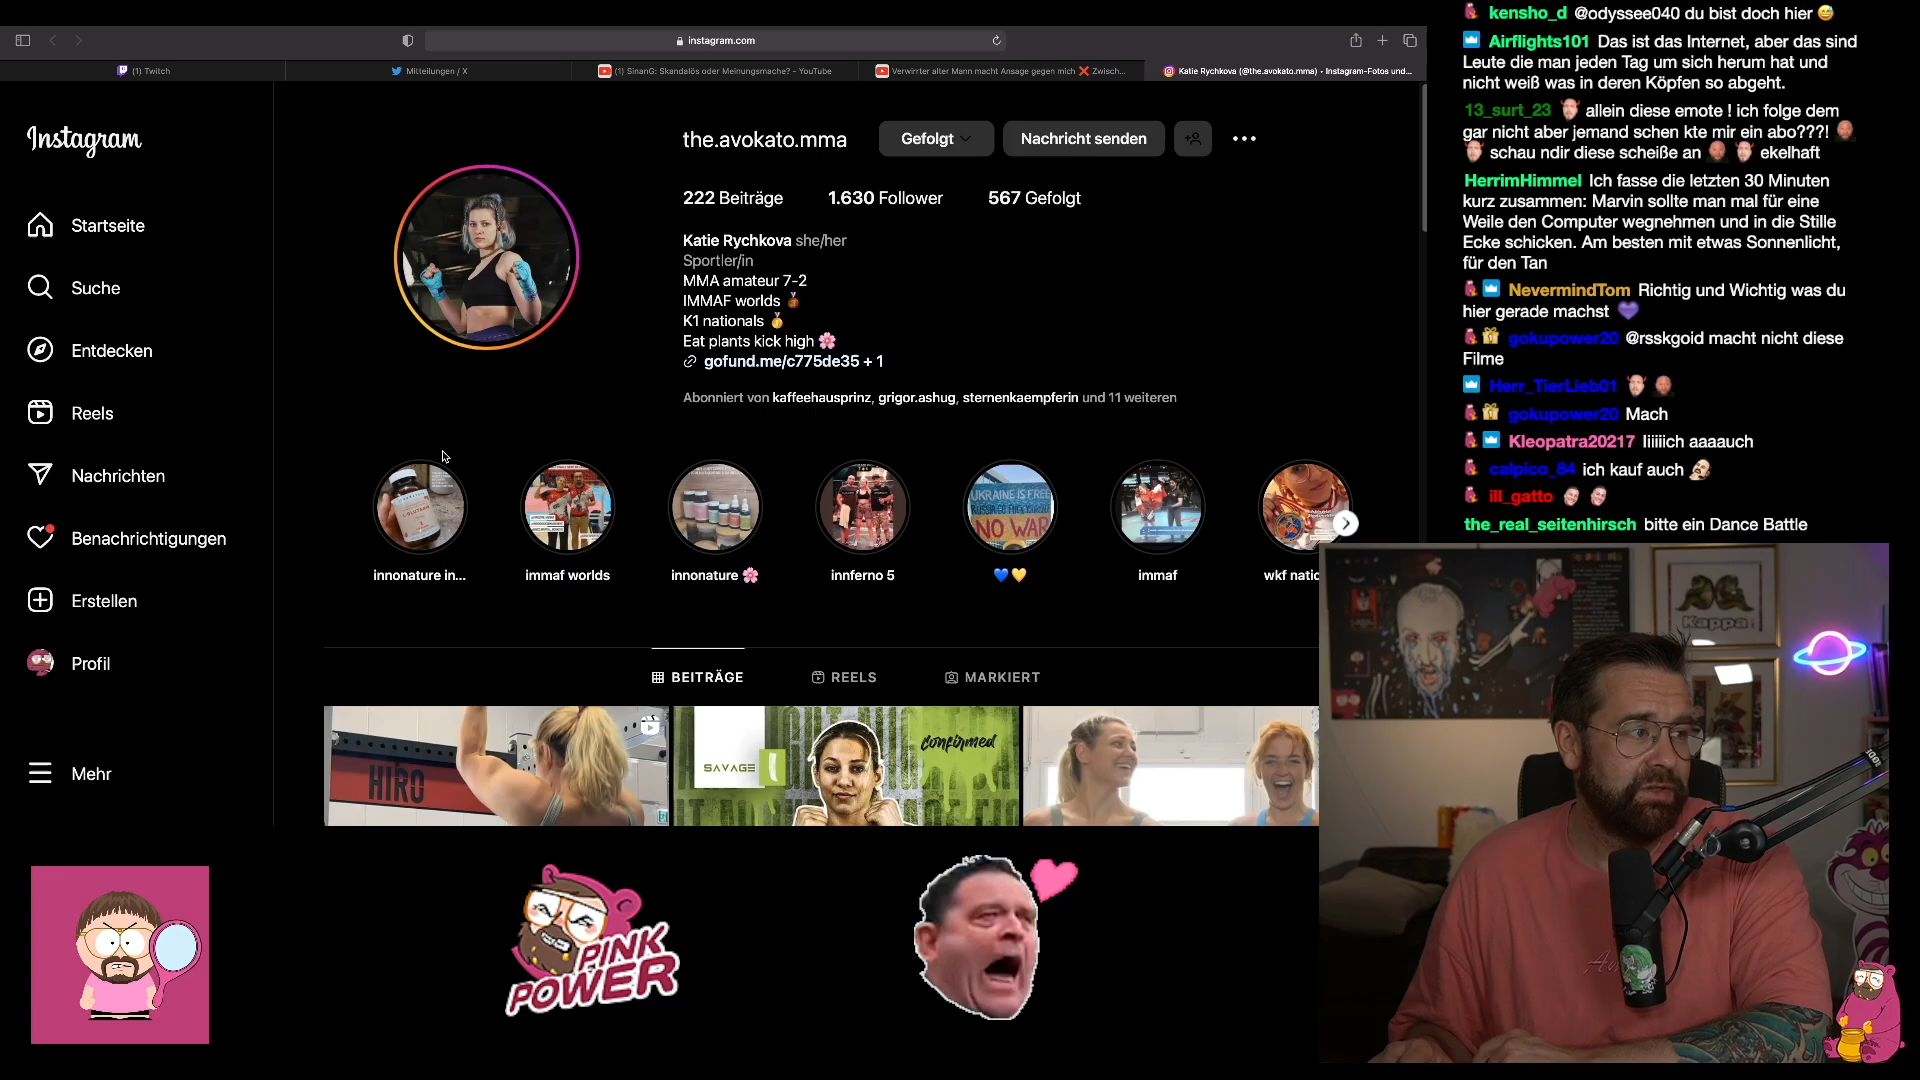 instagram.com
(1) Twitch
Mitteilungen / X
(1) SinanG: Skandalös oder Meinungsmache? - YouTube
Verwirrter alter Mann macht Ansage gegen mich ❌ Zwisch...
Katie Rychkova (@the.avokato.mma) • Instagram-Fotos und...
Instagram
Startseite
Suche
Entdecken
Reels
Nachrichten
Benachrichtigungen
Erstellen
Profil
Mehr
the.avokato.mma
Gefolgt
Nachricht senden
222 Beiträge 1.630 Follower 567 Gefolgt
Katie Rychkova she/her
Sportler/in
MMA amateur 7-2
IMMAF worlds 🥉
K1 nationals 🥇
Eat plants kick high 🌸
gofund.me/c775de35 + 1
Abonniert von kaffeehausprinz, grigor.ashug, sternenkaempferin und 11 weiteren
UKRAINE IS FREE
NO WAR
innonature in...
immaf worlds
innonature 🌸
innferno 5
💙💛
immaf
wkf natio
BEITRÄGE
REELS
MARKIERT
HIRO
SAVAGE
Confirmed
PINK
POWER
kensho_d @odyssee040 du bist doch hier 😅
Airflights101 Das ist das Internet, aber das sind
Leute die man jeden Tag um sich herum hat und
nicht weiß was in deren Köpfen so abgeht.
13_surt_23 allein diese emote ! ich folge dem
gar nicht aber jemand schen kte mir ein abo???!
schau ndir diese scheiße an ekelhaft
HerrimHimmel Ich fasse die letzten 30 Minuten
kurz zusammen: Marvin sollte man mal für eine
Weile den Computer wegnehmen und in die Stille
Ecke schicken. Am besten mit etwas Sonnenlicht,
für den Tan
NevermindTom Richtig und Wichtig was du
hier gerade machst 💜
gokupower20 @rsskgoid macht nicht diese
Filme
Herr_TierLieb01
gokupower20 Mach
Kleopatra20217 Iiiiiich aaaauch
calpico_84 ich kauf auch
ill_gatto
the_real_seitenhirsch bitte ein Dance Battle
Kappa